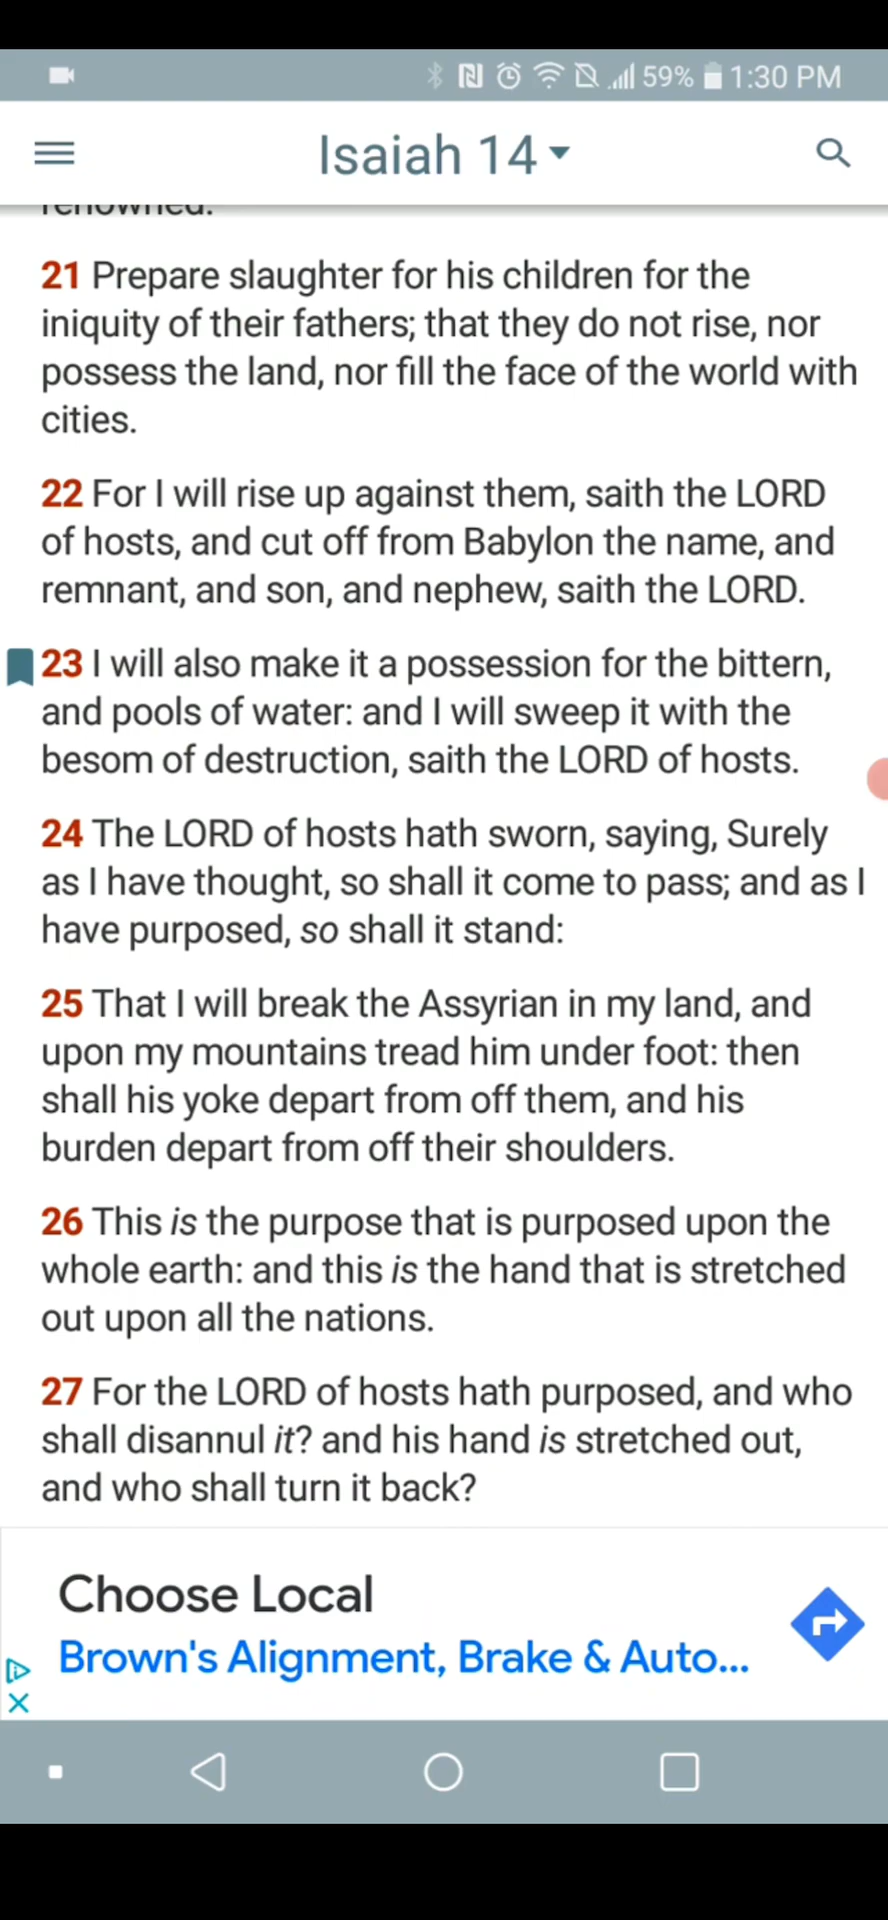 59% 1:30 PM
Isaiah 14
renowned.
21 Prepare slaughter for his children for the
iniquity of their fathers; that they do not rise, nor
possess the land, nor fill the face of the world with
cities.
22 For I will rise up against them, saith the LORD
of hosts, and cut off from Babylon the name, and
remnant, and son, and nephew, saith the LORD.
23 I will also make it a possession for the bittern,
and pools of water: and I will sweep it with the
besom of destruction, saith the LORD of hosts.
24 The LORD of hosts hath sworn, saying, Surely
as I have thought, so shall it come to pass; and as I
have purposed, so shall it stand:
25 That I will break the Assyrian in my land, and
upon my mountains tread him under foot: then
shall his yoke depart from off them, and his
burden depart from off their shoulders.
26 This is the purpose that is purposed upon the
whole earth: and this is the hand that is stretched
out upon all the nations.
27 For the LORD of hosts hath purposed, and who
shall disannul it? and his hand is stretched out,
and who shall turn it back?
Choose Local
Brown's Alignment, Brake & Auto...